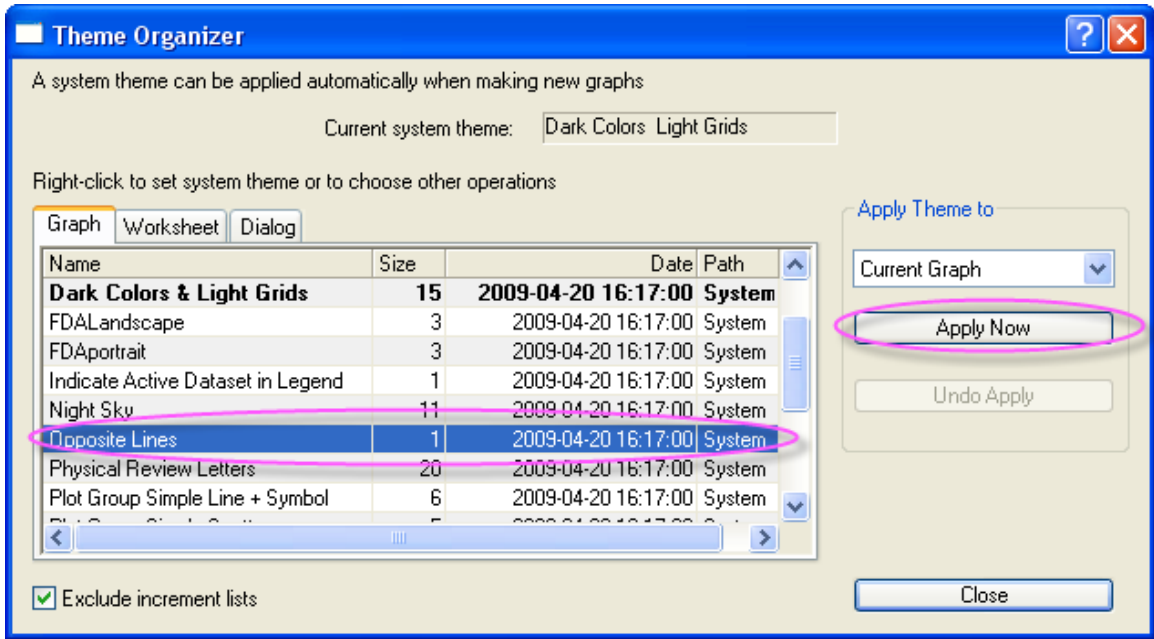 Theme Organizer
A system theme can be applied automatically when making new graphs
Current system theme: Dark Colors Light Grids
Right-click to set system theme or to choose other operations
Graph Worksheet Dialog
Name Size Date Path
Dark Colors & Light Grids 15 2009-04-20 16:17:00 System
FDALandscape 3 2009-04-20 16:17:00 System
FDAportrait 3 2009-04-20 16:17:00 System
Indicate Active Dataset in Legend 1 2009-04-20 16:17:00 System
Night Sky 11 2009-04-20 16:17:00 System
Opposite Lines 1 2009-04-20 16:17:00 System
Physical Review Letters 20 2009-04-20 16:17:00 System
Plot Group Simple Line + Symbol 6 2009-04-20 16:17:00 System
Apply Theme to
Current Graph
Apply Now
Undo Apply
Exclude increment lists
Close